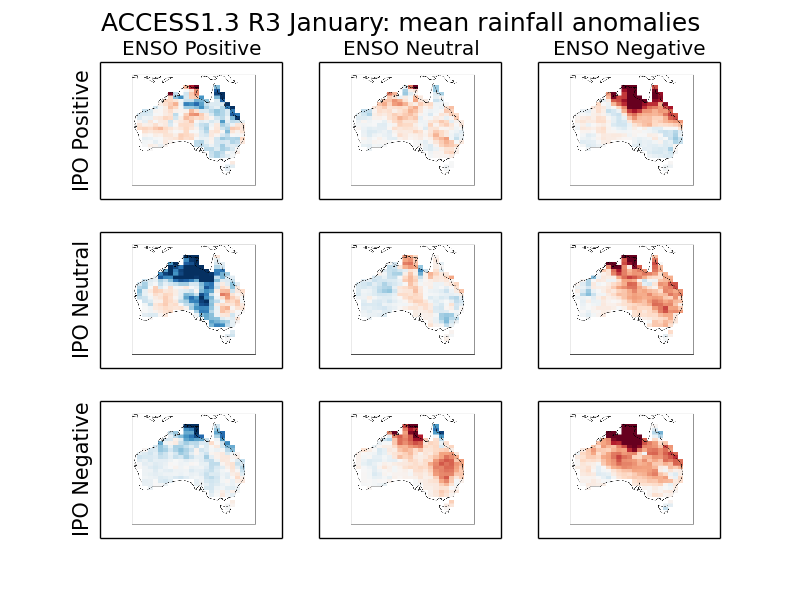 ACCESS1.3 R3 January: mean rainfall anomalies
ENSO Positive ENSO Neutral ENSO Negative
IPO Positive
IPO Neutral
IPO Negative